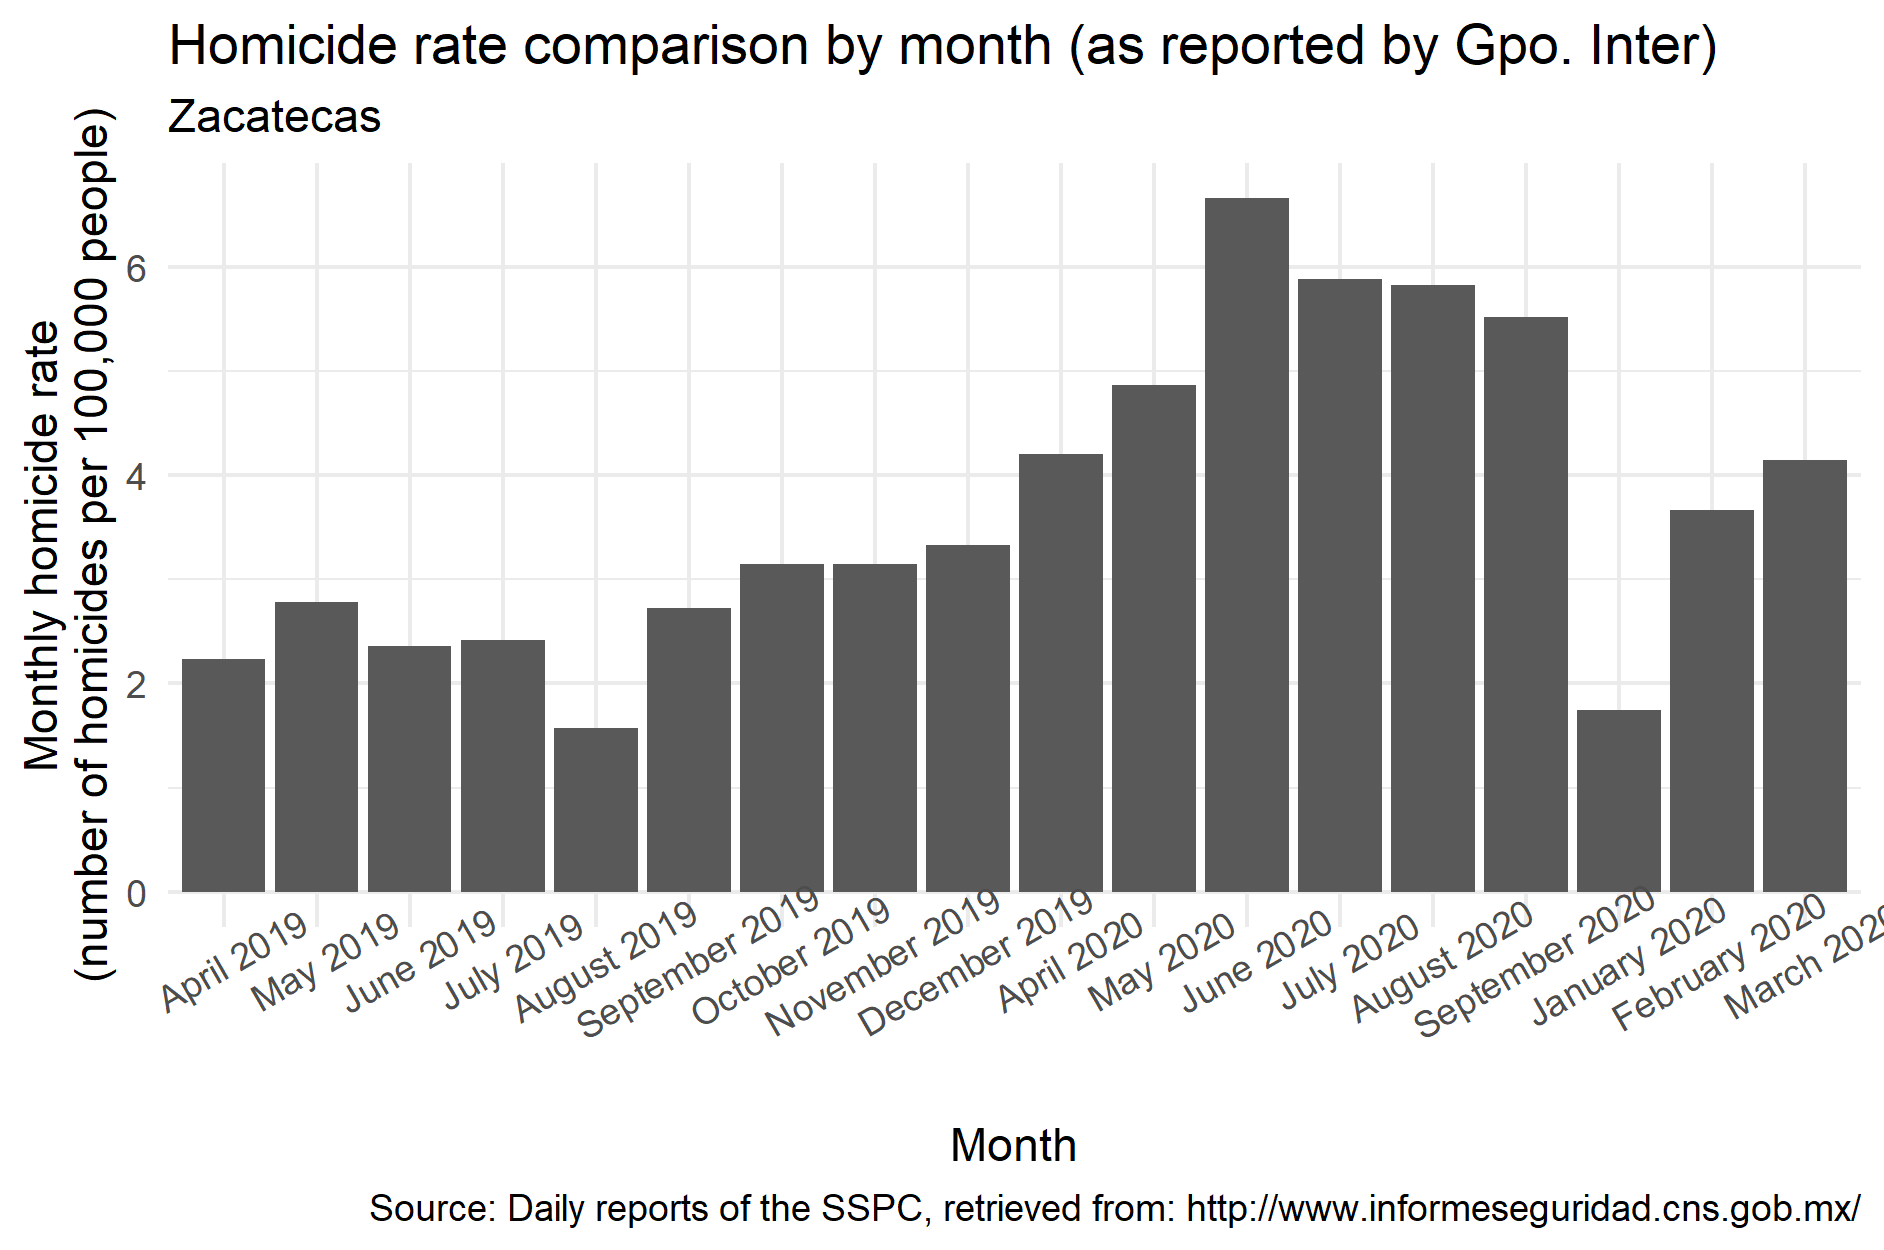 Homicide rate comparison by month (as reported by Gpo. Inter)
Zacatecas
Monthly homicide rate
(number of homicides per 100,000 people)
6
4
2
0
April 2019
May 2019
June 2019
July 2019
August 2019
September 2019
October 2019
November 2019
December 2019
April 2020
May 2020
June 2020
July 2020
August 2020
September 2020
January 2020
February 2020
March 2020
Month
Source: Daily reports of the SSPC, retrieved from: http://www.informeseguridad.cns.gob.mx/